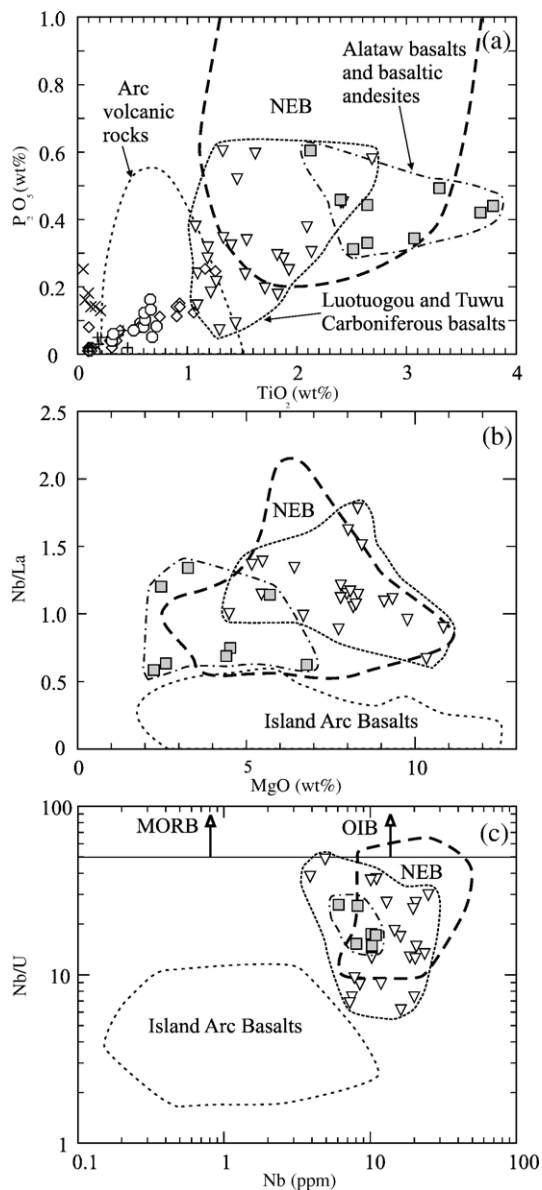 1.0
(a)
Alataw basalts
and basaltic
andesites
NEB
Arc
volcanic
rocks
0.8
0.6
0.4
0.2
0
P2O5 (wt%)
Luotuogou and Tuwu
Carboniferous basalts
0 1 2 3 4
TiO2 (wt%)
2.5
(b)
2.0
NEB
1.5
1.0
0.5
0
Nb/La
Island Arc Basalts
5 10
MgO (wt%)
100
MORB OIB (c)
NEB
10
Nb/U
Island Arc Basalts
1
0.1 1 10 100
Nb (ppm)